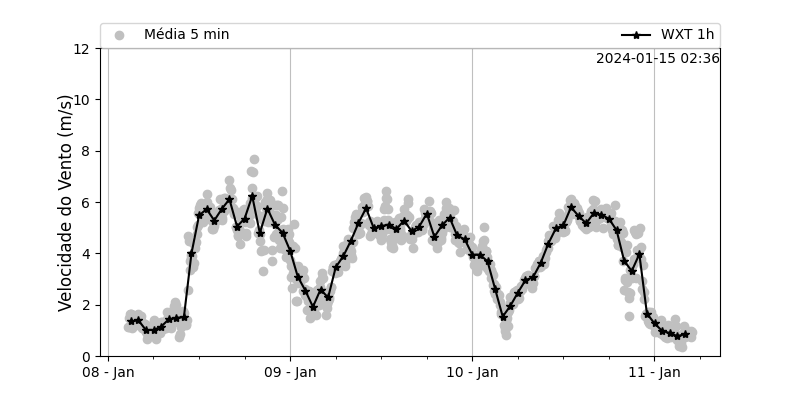 Média 5 min
WXT 1h
2024-01-15 02:36
Velocidade do Vento (m/s)
12
10
8
6
4
2
0
08 - Jan
09 - Jan
10 - Jan
11 - Jan